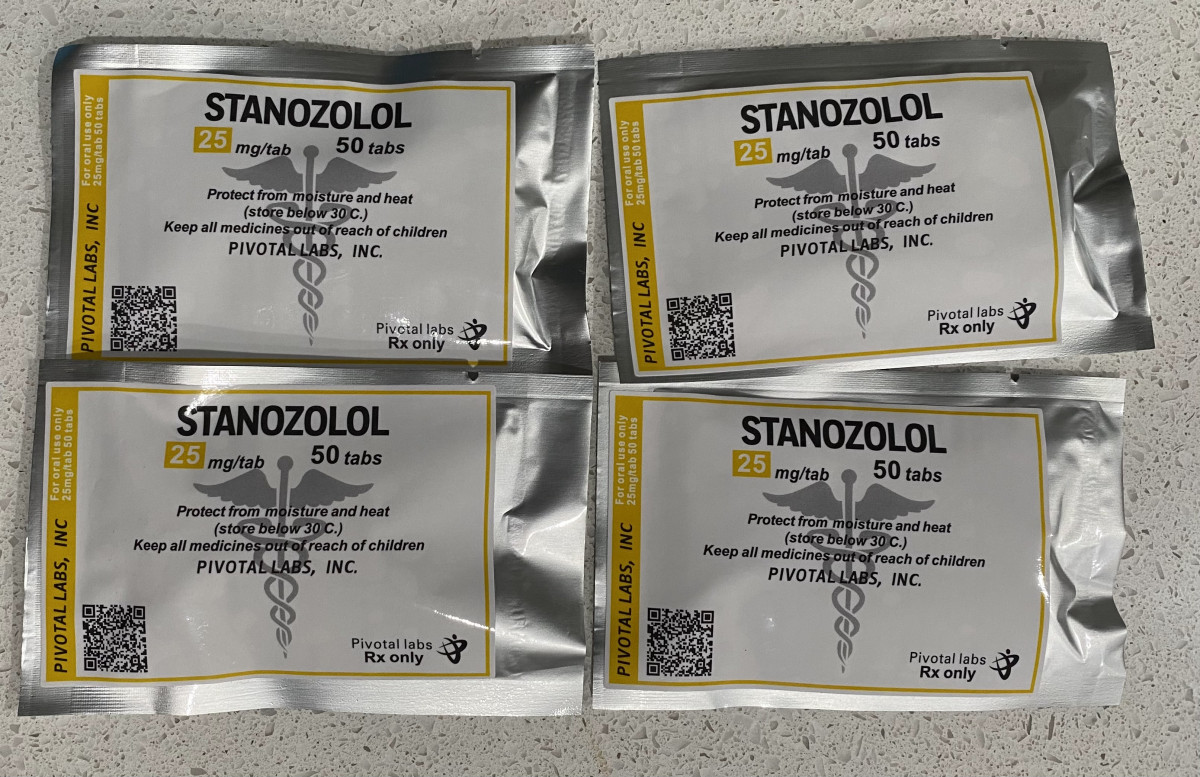 STANOZOLOL
25 mg/tab 50 tabs
Protect from moisture and heat
(store below 30 C.)
Keep all medicines out of reach of children
PIVOTAL LABS, INC.
Pivotal labs
Rx only
PIVOTAL LABS, INC
For oral use only
25mg/tab 50 tabs
STANOZOLOL
25 mg/tab 50 tabs
Protect from moisture and heat
(store below 30 C.)
Keep all medicines out of reach of children
PIVOTAL LABS, INC.
Pivotal labs
Rx only
PIVOTAL LABS, INC
For oral use only
25mg/tab 50 tabs
STANOZOLOL
25 mg/tab 50 tabs
Protect from moisture and heat
(store below 30 C.)
Keep all medicines out of reach of children
PIVOTAL LABS, INC.
Pivotal labs
Rx only
PIVOTAL LABS, INC
For oral use only
25mg/tab 50 tabs
STANOZOLOL
25 mg/tab 50 tabs
Protect from moisture and heat
(store below 30 C.)
Keep all medicines out of reach of children
PIVOTAL LABS, INC.
Pivotal labs
Rx only
PIVOTAL LABS, INC
For oral use only
25mg/tab 50 tabs